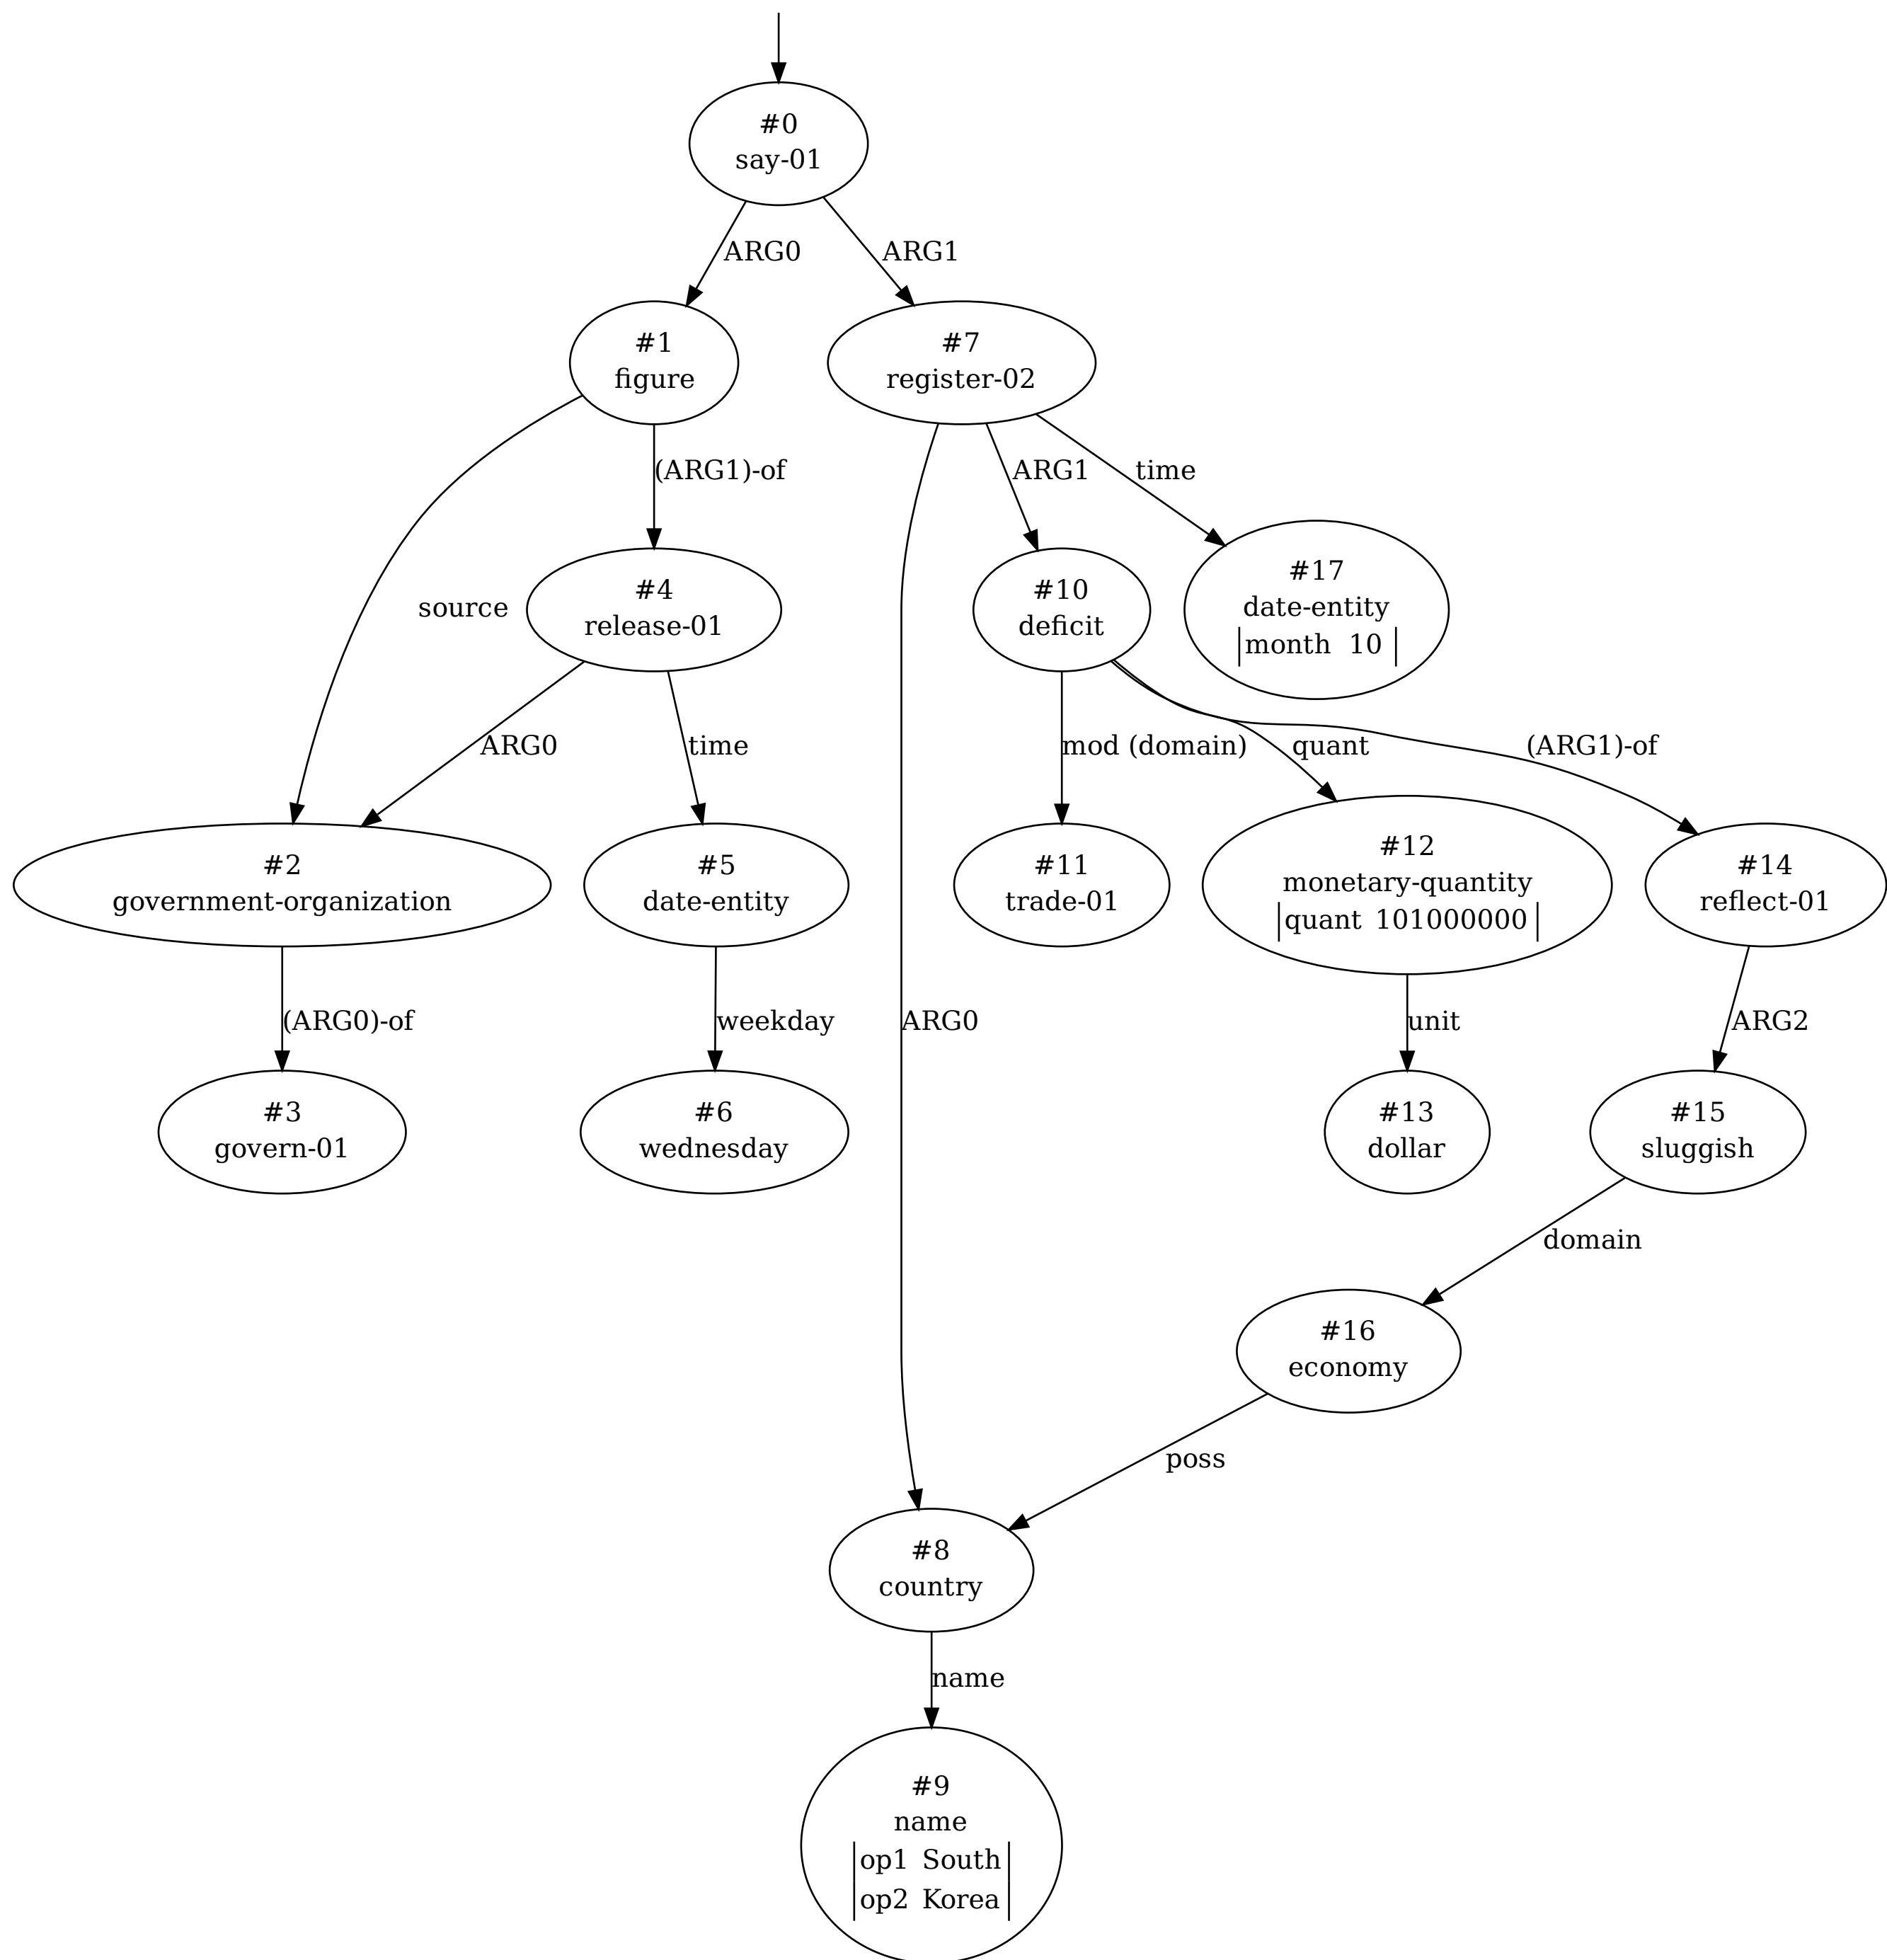 #0
say-01
ARG0
ARG1
#1
figure
#7
register-02
(ARG1)-of
ARG1
time
source
#4
release-01
#10
deficit
#17
date-entity
month 10
ARG0
time
mod (domain)
quant
(ARG1)-of
#2
government-organization
#5
date-entity
#11
trade-01
#12
monetary-quantity
quant 101000000
#14
reflect-01
(ARG0)-of
weekday
ARG0
unit
ARG2
#3
govern-01
#6
wednesday
#13
dollar
#15
sluggish
domain
#16
economy
poss
#8
country
name
#9
name
op1 South
op2 Korea